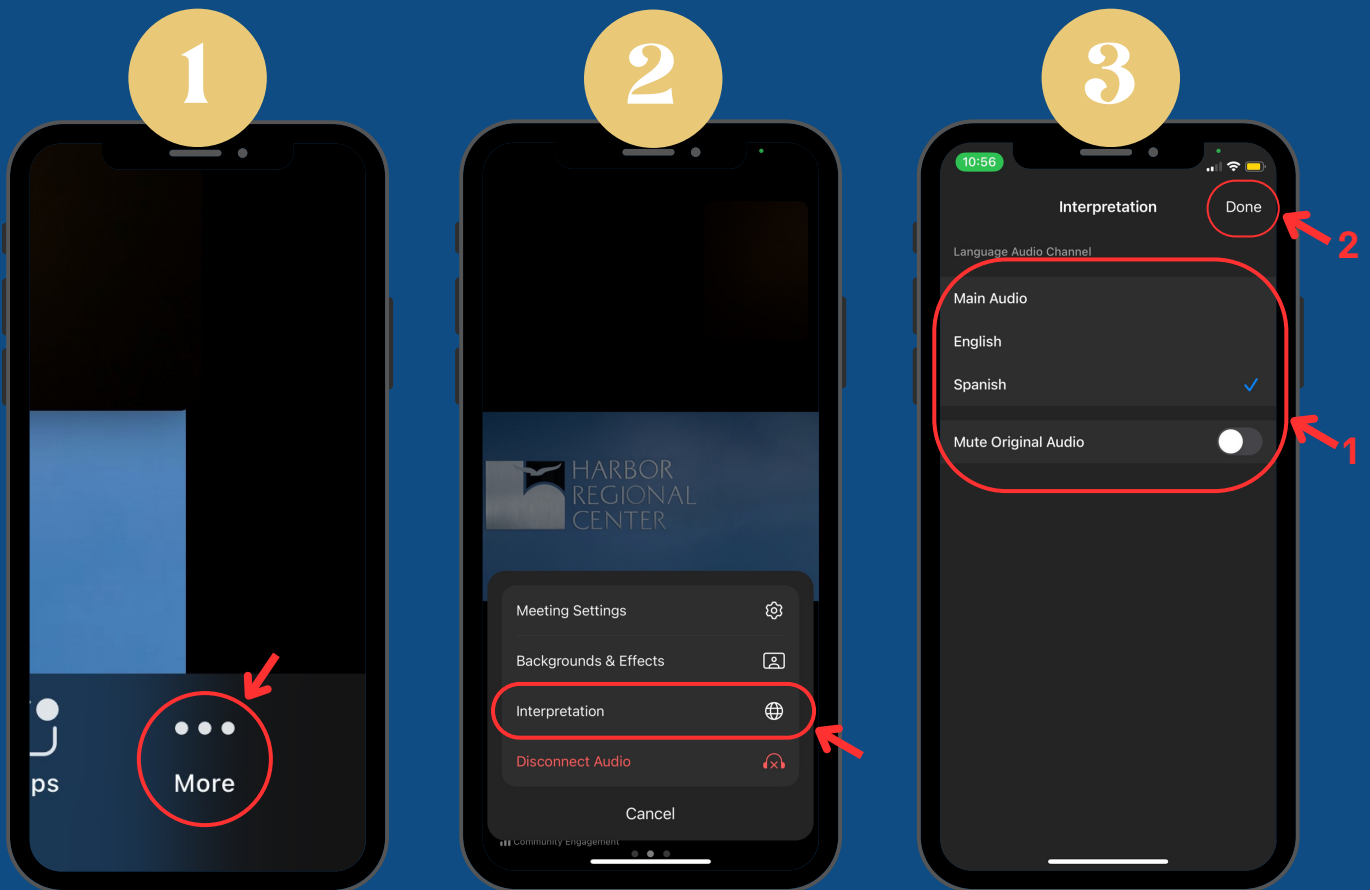 1
ps
More
2
HARBOR
REGIONAL
CENTER
Meeting Settings
Backgrounds & Effects
Interpretation
Disconnect Audio
Cancel
Community Engagement
3
10:56
Interpretation
Done
2
Language Audio Channel
Main Audio
English
Spanish
Mute Original Audio
1